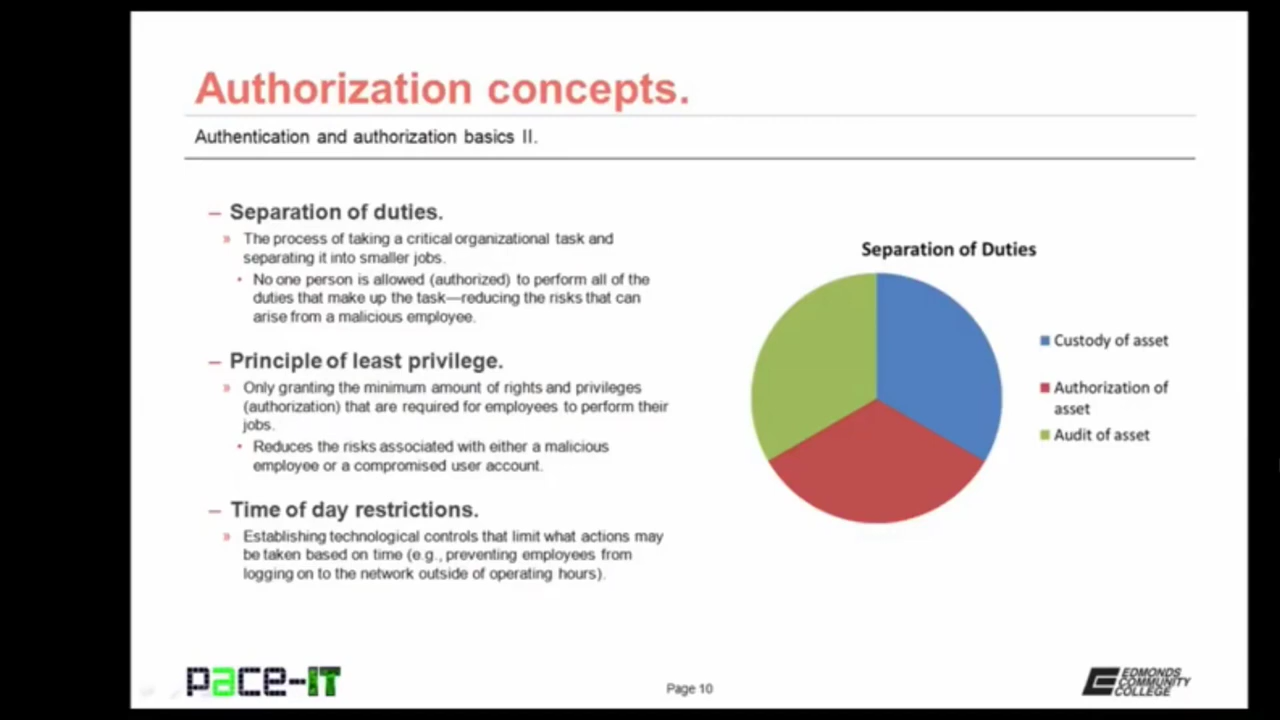 Authorization concepts.
Authentication and authorization basics II.
– Separation of duties.
» The process of taking a critical organizational task and
separating it into smaller jobs.
• No one person is allowed (authorized) to perform all of the
duties that make up the task—reducing the risks that can
arise from a malicious employee.
– Principle of least privilege.
» Only granting the minimum amount of rights and privileges
(authorization) that are required for employees to perform their
jobs.
• Reduces the risks associated with either a malicious
employee or a compromised user account.
– Time of day restrictions.
» Establishing technological controls that limit what actions may
be taken based on time (e.g., preventing employees from
logging on to the network outside of operating hours).
Separation of Duties
Custody of asset
Authorization of
asset
Audit of asset
pace-IT
Page 10
EDMONDS
COMMUNITY
COLLEGE